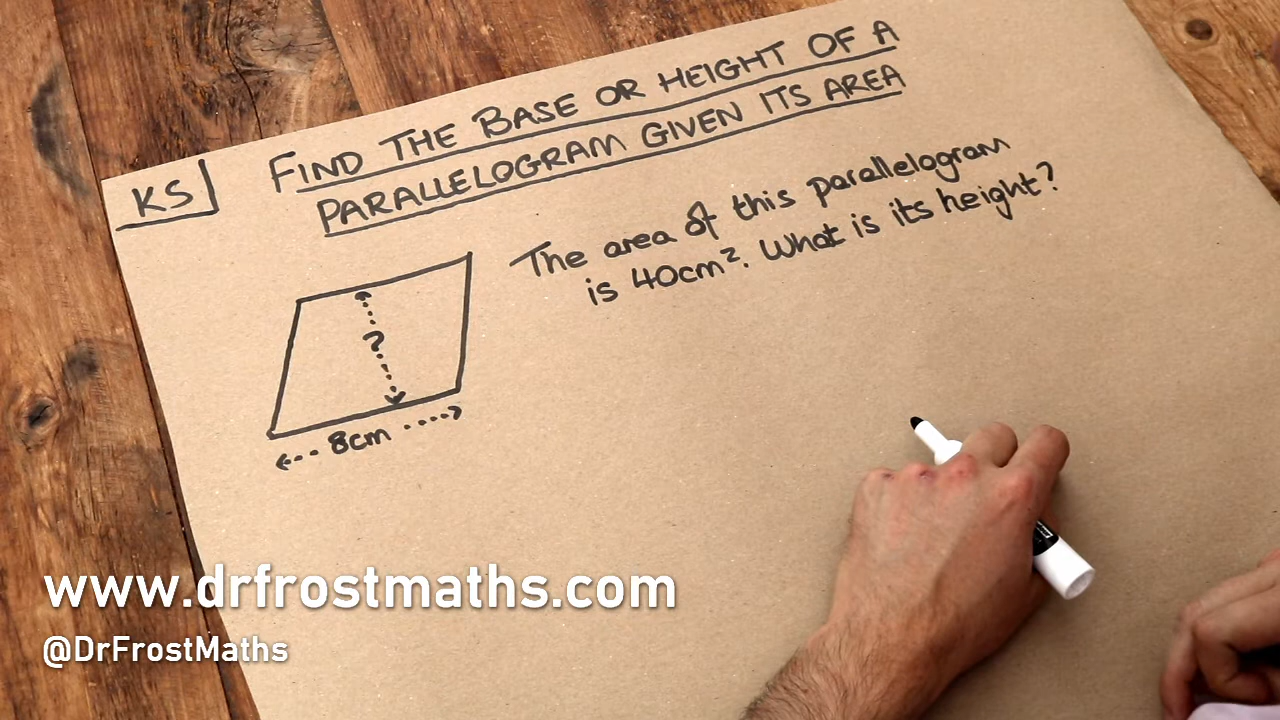 KS
FIND THE BASE OR HEIGHT OF A
PARALLELOGRAM GIVEN ITS AREA
The area of this parallelogram
is 40cm². What is its height?
?
8cm
www.drfrostmaths.com
@DrFrostMaths